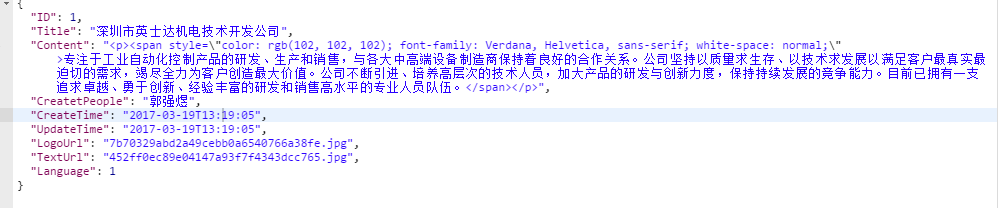 {
"ID": 1,
"Title": "深圳市英士达机电技术开发公司",
"Content": "<p><span style=\"color: rgb(102, 102, 102); font-family: Verdana, Helvetica, sans-serif; white-space: normal;\"
>专注于工业自动化控制产品的研发、生产和销售，与各大中高端设备制造商保持着良好的合作关系。公司坚持以质量求生存、以技术求发展以满足客户最真实最
迫切的需求，竭尽全力为客户创造最大价值。公司不断引进、培养高层次的技术人员，加大产品的研发与创新力度，保持持续发展的竞争能力。目前已拥有一支
追求卓越、勇于创新、经验丰富的研发和销售高水平的专业人员队伍。</span></p>",
"CreatetPeople": "郭强煜",
"CreateTime": "2017-03-19T13:19:05",
"UpdateTime": "2017-03-19T13:19:05",
"LogoUrl": "7b70329abd2a49cebb0a6540766a38fe.jpg",
"TextUrl": "452ff0ec89e04147a93f7f4343dcc765.jpg",
"Language": 1
}